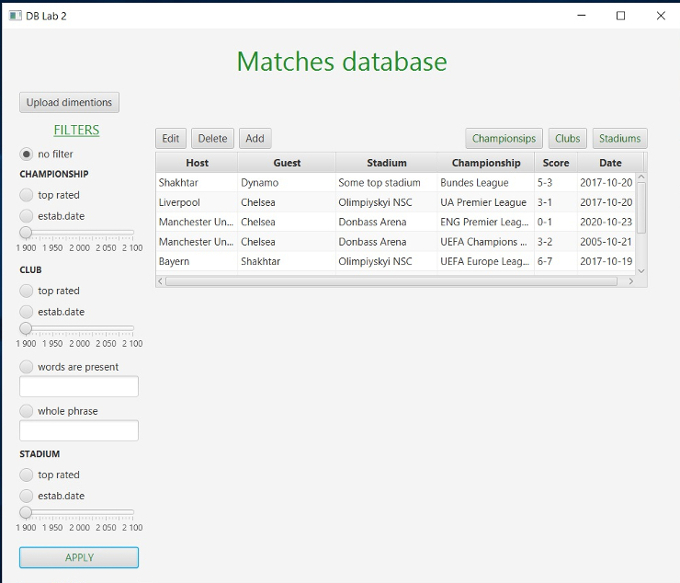 DB Lab 2
Matches database
Upload dimentions
FILTERS
no filter
CHAMPIONSHIP
top rated
estab.date
1 900 1 950 2 000 2 050 2 100
CLUB
top rated
estab.date
1 900 1 950 2 000 2 050 2 100
words are present
whole phrase
STADIUM
top rated
estab.date
1 900 1 950 2 000 2 050 2 100
APPLY
Edit Delete Add Championsips Clubs Stadiums
Host Guest Stadium Championship Score Date
Shakhtar Dynamo Some top stadium Bundes League 5-3 2017-10-20
Liverpool Chelsea Olimpiyskyi NSC UA Premier League 3-1 2017-10-20
Manchester Un... Chelsea Donbass Arena ENG Premier Leag... 0-1 2020-10-23
Manchester Un... Chelsea Donbass Arena UEFA Champions ... 3-2 2005-10-21
Bayern Shakhtar Olimpiyskyi NSC UEFA Europe Leag... 6-7 2017-10-19